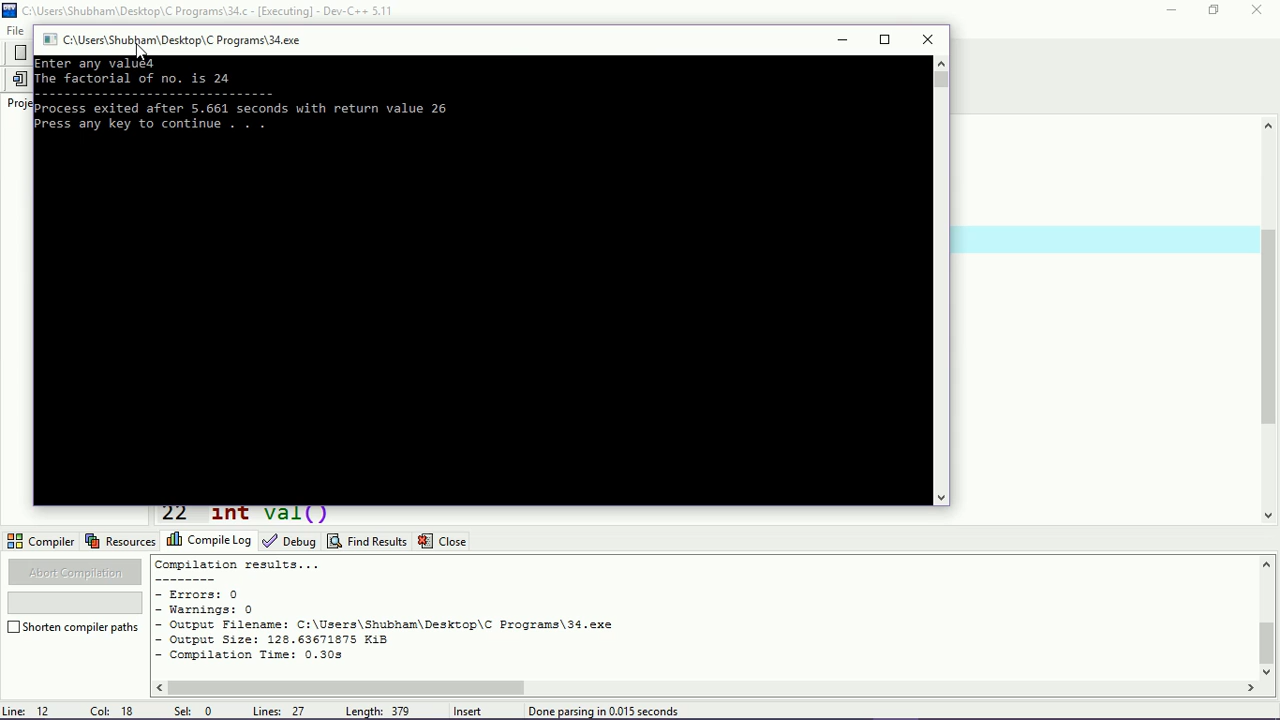 C:\Users\Shubham\Desktop\C Programs\34.c - [Executing] - Dev-C++ 5.11
File
C:\Users\Shubham\Desktop\C Programs\34.exe
Enter any value4
The factorial of no. is 24
--------------------------------
Process exited after 5.661 seconds with return value 26
Press any key to continue . . .
Proje
22 int val()
Compiler Resources Compile Log Debug Find Results Close
Abort Compilation
Shorten compiler paths
Compilation results...
--------
- Errors: 0
- Warnings: 0
- Output Filename: C:\Users\Shubham\Desktop\C Programs\34.exe
- Output Size: 128.63671875 KiB
- Compilation Time: 0.30s
Line: 12 Col: 18 Sel: 0 Lines: 27 Length: 379 Insert Done parsing in 0.015 seconds